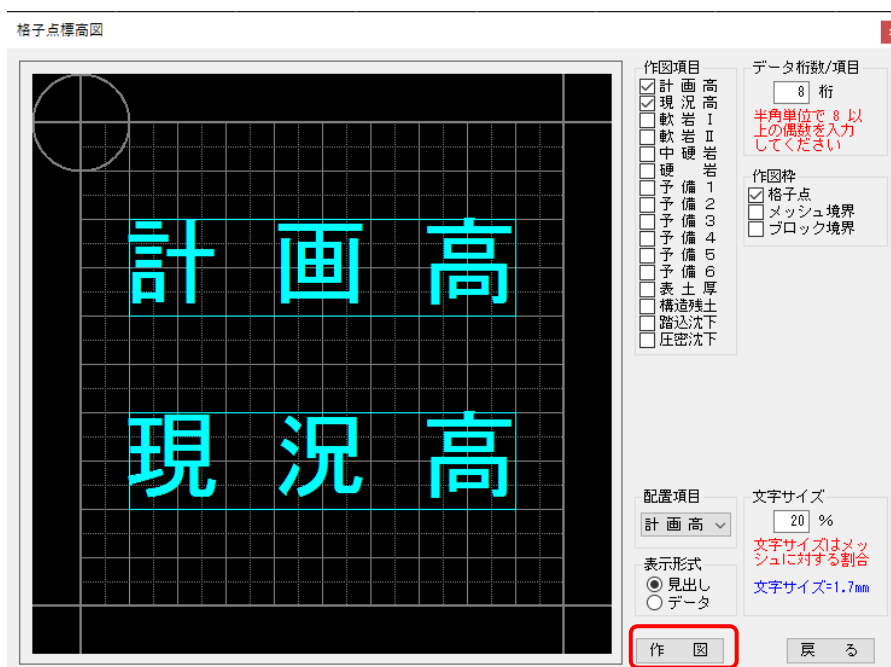 格子点標高図
計 画 高
現 況 高
作図項目
計 画 高
現 況 高
軟 岩 Ⅰ
軟 岩 Ⅱ
中 硬 岩
硬 岩
予 備 1
予 備 2
予 備 3
予 備 4
予 備 5
予 備 6
表 土 厚
構造残土
踏込沈下
圧密沈下
データ桁数/項目
8 桁
半角単位で 8 以
上の偶数を入力
してください
作図枠
格子点
メッシュ境界
ブロック境界
配置項目
計 画 高
表示形式
見出し
データ
文字サイズ
20 %
文字サイズはメッ
シュに対する割合
文字サイズ=1.7mm
作 図
戻 る